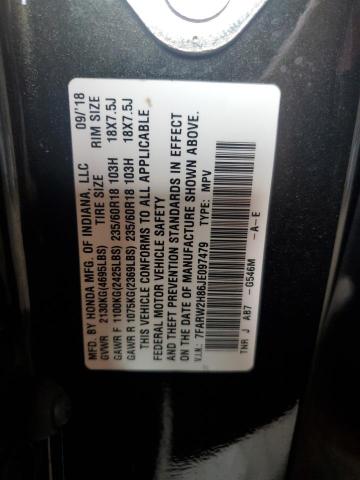 MFD. BY HONDA MFG. OF INDIANA, LLC 09/'18
GVWR 2130KG(4695LBS) TIRE SIZE RIM SIZE
GAWR F 1100KG(2425LBS) 235/60R18 103H 18X7.5J
GAWR R 1075KG(2369LBS) 235/60R18 103H 18X7.5J
THIS VEHICLE CONFORMS TO ALL APPLICABLE
FEDERAL MOTOR VEHICLE SAFETY
AND THEFT PREVENTION STANDARDS IN EFFECT
ON THE DATE OF MANUFACTURE SHOWN ABOVE.
V.I.N.: 7FARW2H86JE097479 TYPE: MPV
TNR J A87 -G546M -A-E